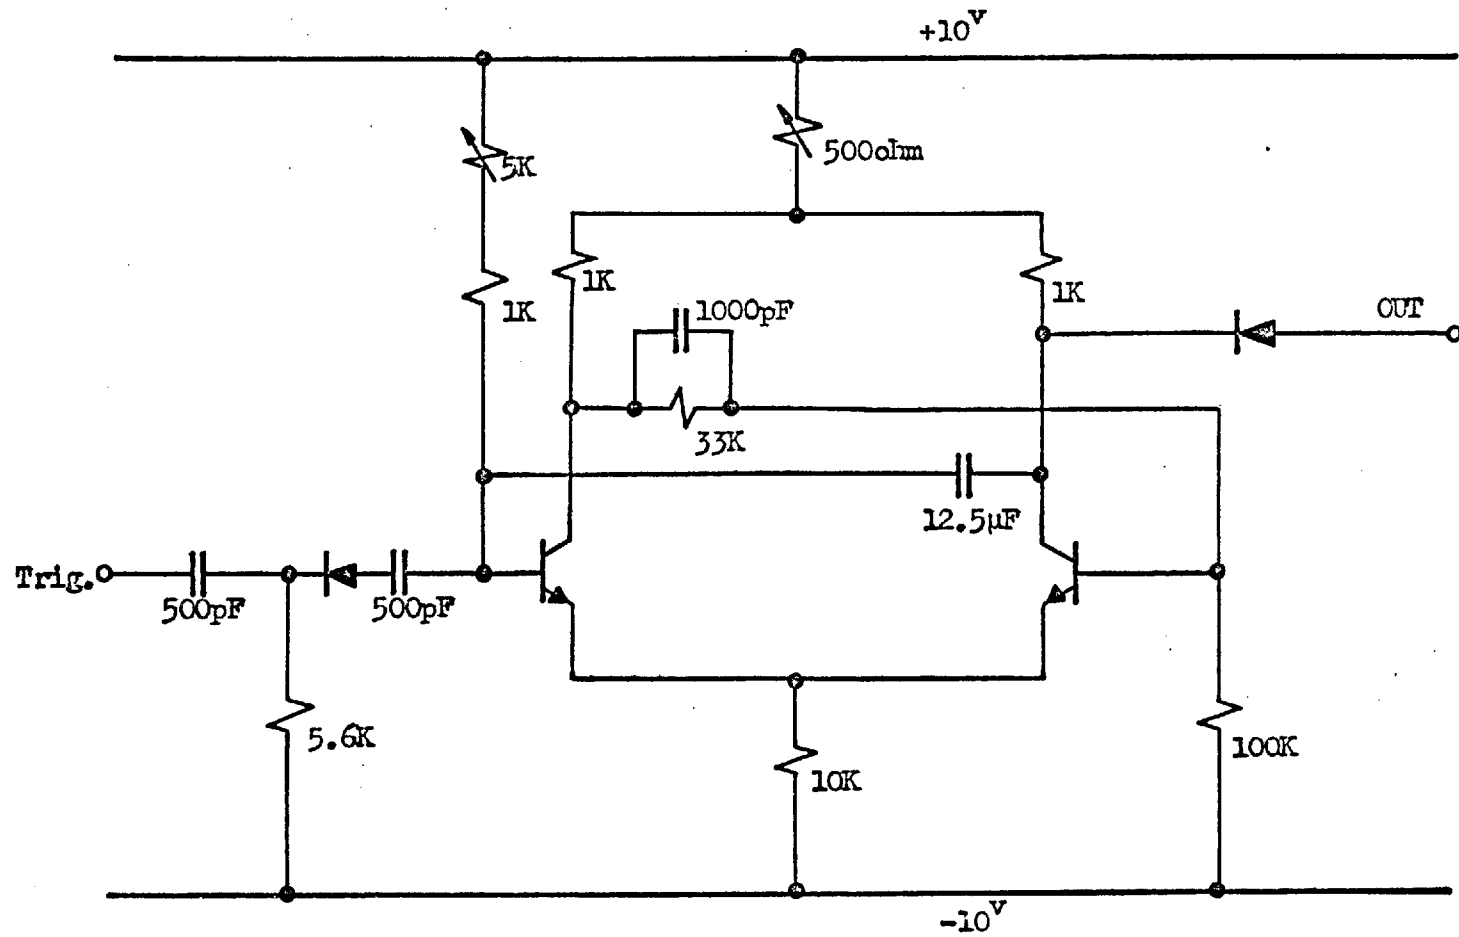 +10v
500ohm
5K
1K
1K
1K
1000pF
OUT
33K
12.5μF
Trig.
500pF
500pF
5.6K
10K
100K
-10v